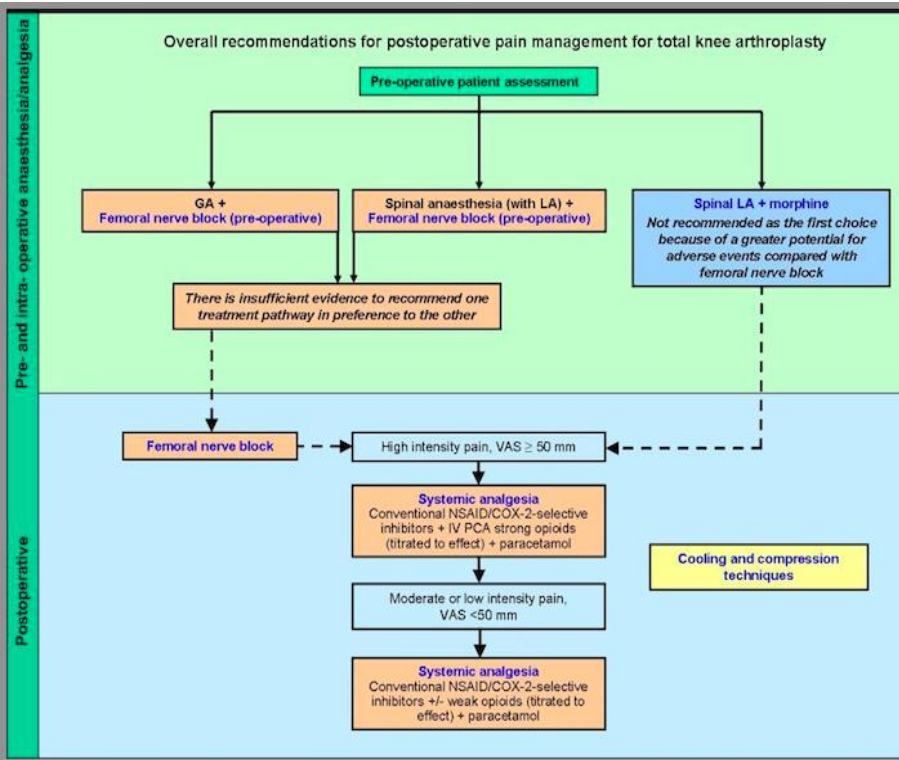 Overall recommendations for postoperative pain management for total knee arthroplasty
Pre- and intra- operative anaesthesia/analgesia
Pre-operative patient assessment
GA +
Femoral nerve block (pre-operative)
Spinal anaesthesia (with LA) +
Femoral nerve block (pre-operative)
Spinal LA + morphine
Not recommended as the first choice
because of a greater potential for
adverse events compared with
femoral nerve block
There is insufficient evidence to recommend one
treatment pathway in preference to the other
Postoperative
Femoral nerve block
High intensity pain, VAS ≥ 50 mm
Systemic analgesia
Conventional NSAID/COX-2-selective
inhibitors + IV PCA strong opioids
(titrated to effect) + paracetamol
Cooling and compression
techniques
Moderate or low intensity pain,
VAS <50 mm
Systemic analgesia
Conventional NSAID/COX-2-selective
inhibitors +/- weak opioids (titrated to
effect) + paracetamol